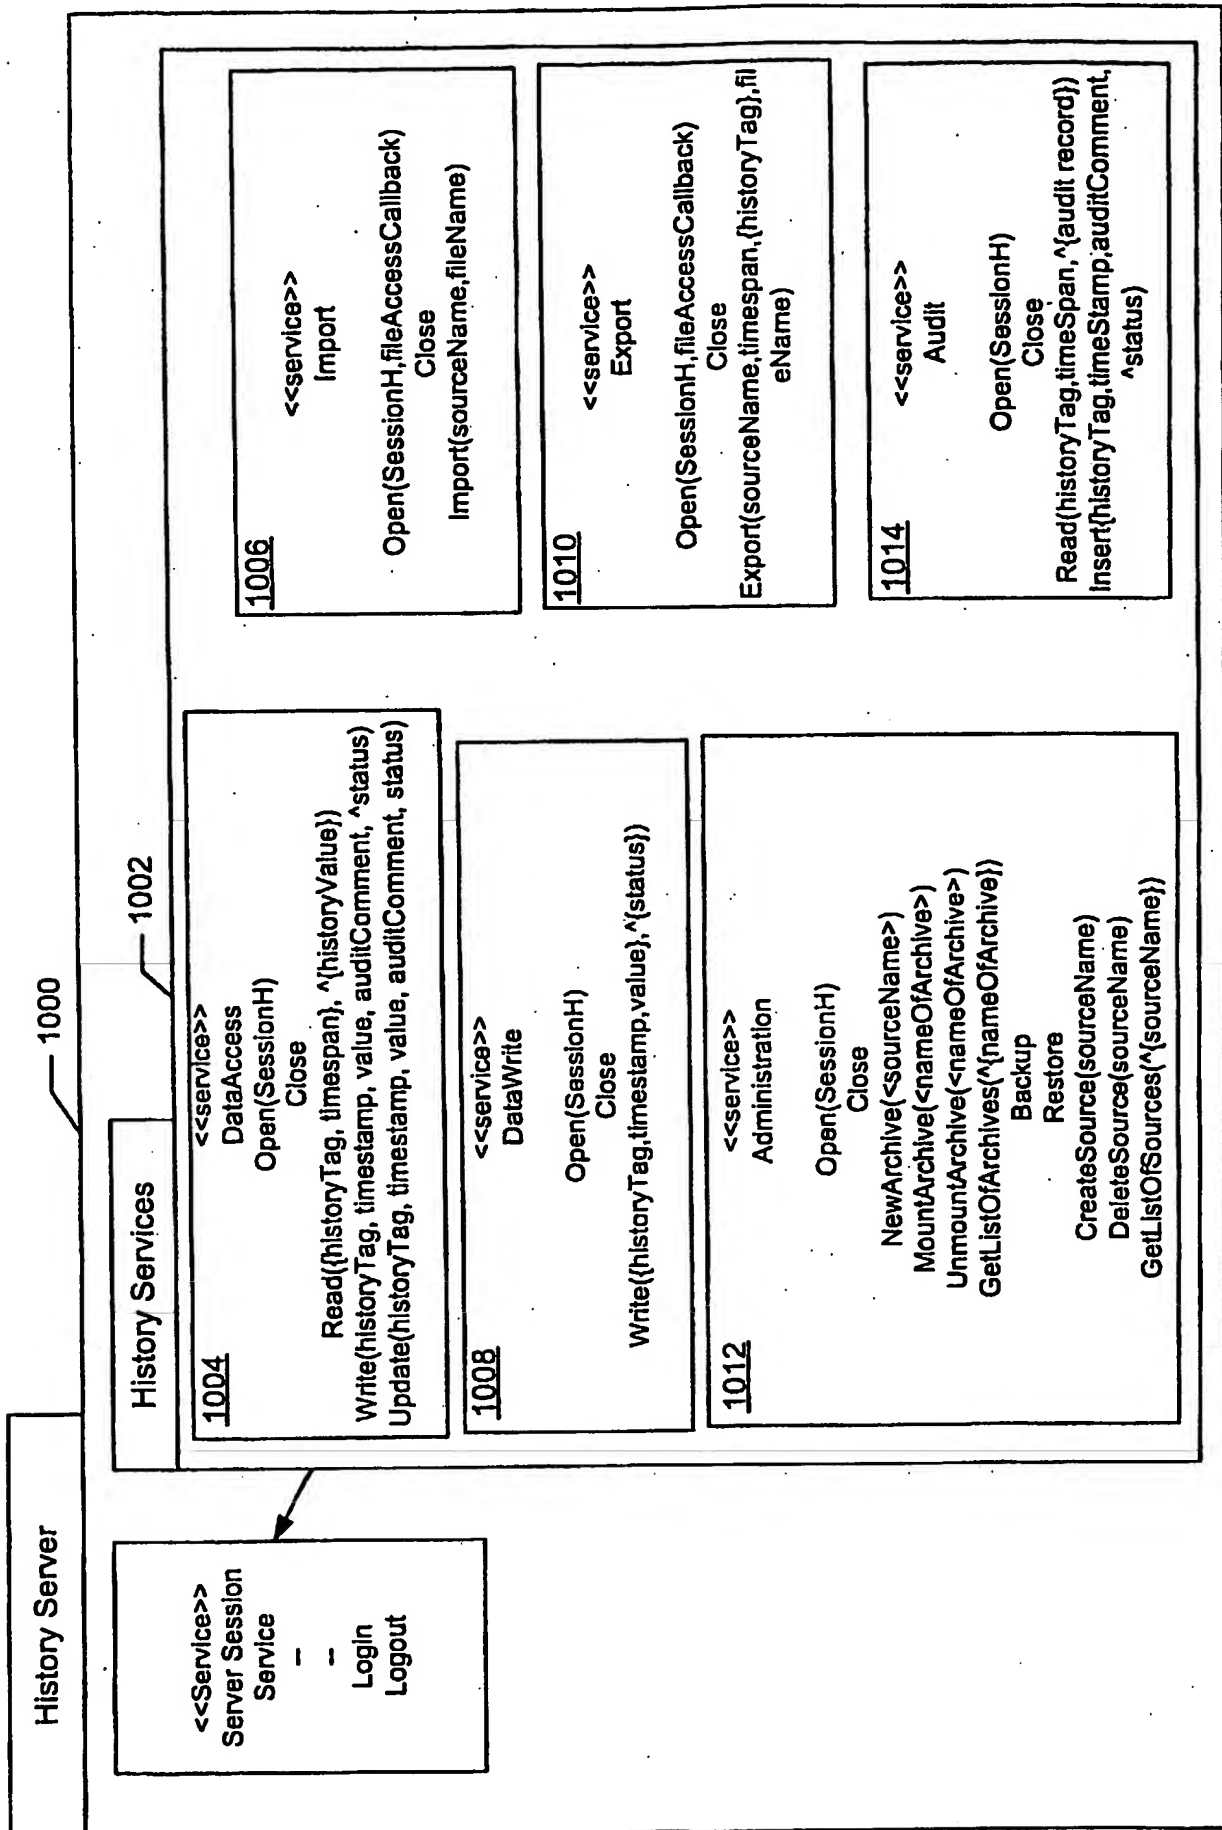 History Server
1000
<<Service>>
Server Session
Service
--
--
Login
Logout
History Services
1002
1004
<<service>>
DataAccess
Open(SessionH)
Close
Read({historyTag, timespan}, ^{historyValue})
Write(historyTag, timestamp, value, auditComment, ^status)
Update(historyTag, timestamp, value, auditComment, status)
1006
<<service>>
Import
Open(SessionH,fileAccessCallback)
Close
Import(sourceName,fileName)
1008
<<service>>
DataWrite
Open(SessionH)
Close
Write({historyTag,timestamp,value},^{status})
1010
<<service>>
Export
Open(SessionH,fileAccessCallback)
Close
Export(sourceName,timespan,{historyTag},fil
eName)
1012
<<service>>
Administration
Open(SessionH)
Close
NewArchive(<sourceName>)
MountArchive(<nameOfArchive>)
UnmountArchive(<nameOfArchive>)
GetListOfArchives(^{nameOfArchive})
Backup
Restore
CreateSource(sourceName)
DeleteSource(sourceName)
GetListOfSources(^{sourceName})
1014
<<service>>
Audit
Open(SessionH)
Close
Read(historyTag,timeSpan,^{audit record})
Insert{historyTag,timeStamp,auditComment,
^status)